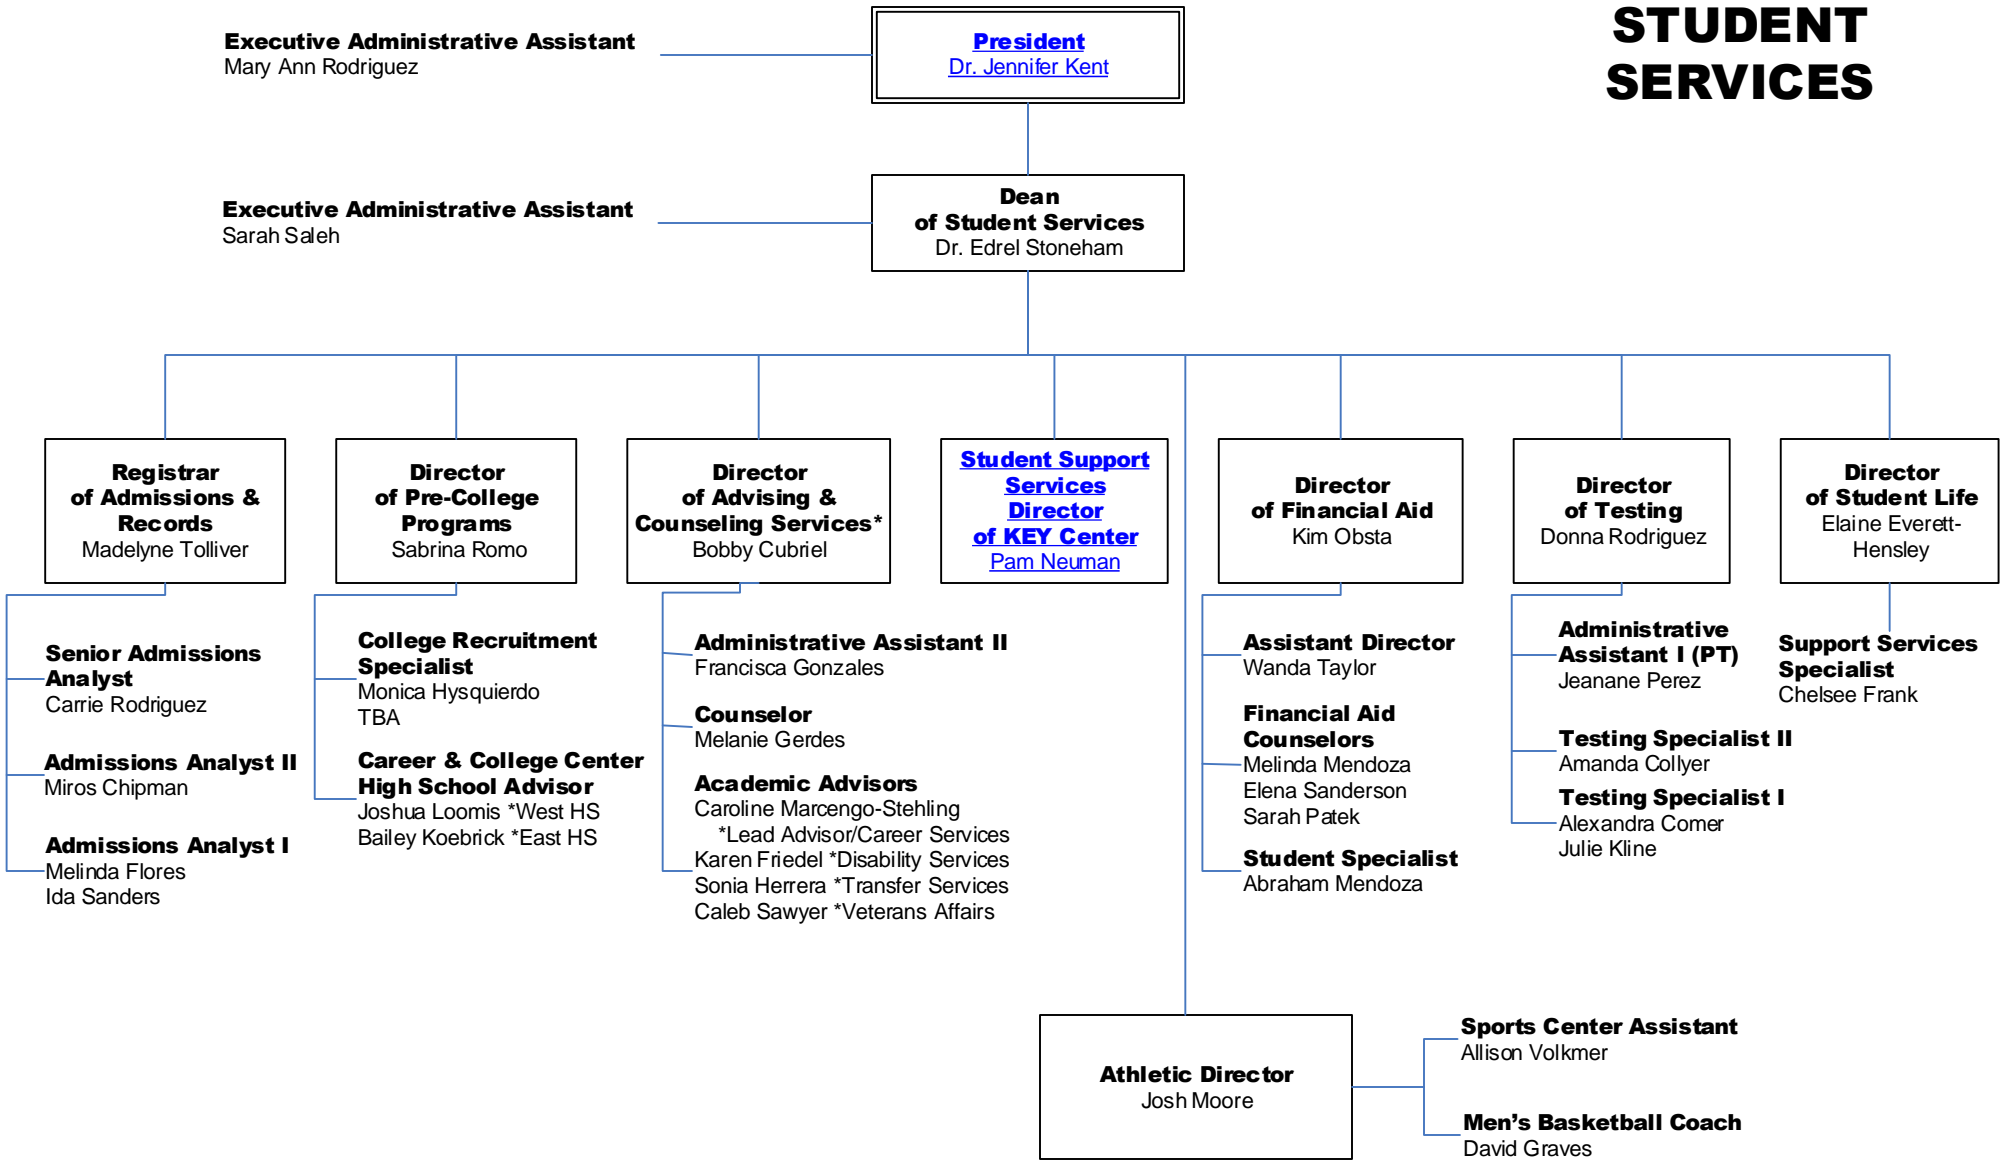 STUDENT
SERVICES
Executive Administrative Assistant
Mary Ann Rodriguez
President
Dr. Jennifer Kent
Executive Administrative Assistant
Sarah Saleh
Dean
of Student Services
Dr. Edrel Stoneham
Registrar
of Admissions &
Records
Madelyne Tolliver
Senior Admissions
Analyst
Carrie Rodriguez
Admissions Analyst II
Miros Chipman
Admissions Analyst I
Melinda Flores
Ida Sanders
Director
of Pre-College
Programs
Sabrina Romo
College Recruitment
Specialist
Monica Hysquierdo
TBA
Career & College Center
High School Advisor
Joshua Loomis *West HS
Bailey Koebrick *East HS
Director
of Advising &
Counseling Services*
Bobby Cubriel
Administrative Assistant II
Francisca Gonzales
Counselor
Melanie Gerdes
Academic Advisors
Caroline Marcengo-Stehling
*Lead Advisor/Career Services
Karen Friedel *Disability Services
Sonia Herrera *Transfer Services
Caleb Sawyer *Veterans Affairs
Student Support
Services
Director
of KEY Center
Pam Neuman
Director
of Financial Aid
Kim Obsta
Assistant Director
Wanda Taylor
Financial Aid
Counselors
Melinda Mendoza
Elena Sanderson
Sarah Patek
Student Specialist
Abraham Mendoza
Director
of Testing
Donna Rodriguez
Administrative
Assistant I (PT)
Jeanane Perez
Testing Specialist II
Amanda Collyer
Testing Specialist I
Alexandra Comer
Julie Kline
Director
of Student Life
Elaine Everett-
Hensley
Support Services
Specialist
Chelsee Frank
Athletic Director
Josh Moore
Sports Center Assistant
Allison Volkmer
Men’s Basketball Coach
David Graves